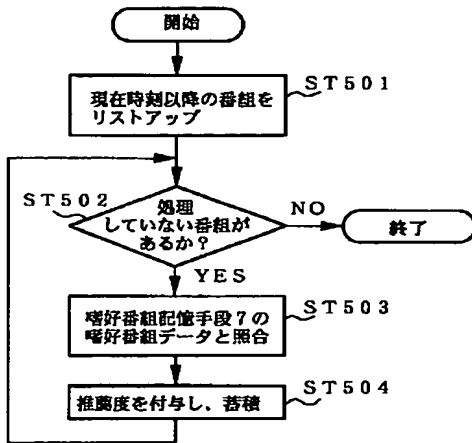 開始
現在時刻以降の番組を
リストアップ
ST501
ST502
処理
していない番組が
あるか?
NO
終了
YES
嗜好番組記憶手段7の
嗜好番組データと照合
ST503
推薦度を付与し、蓄積
ST504